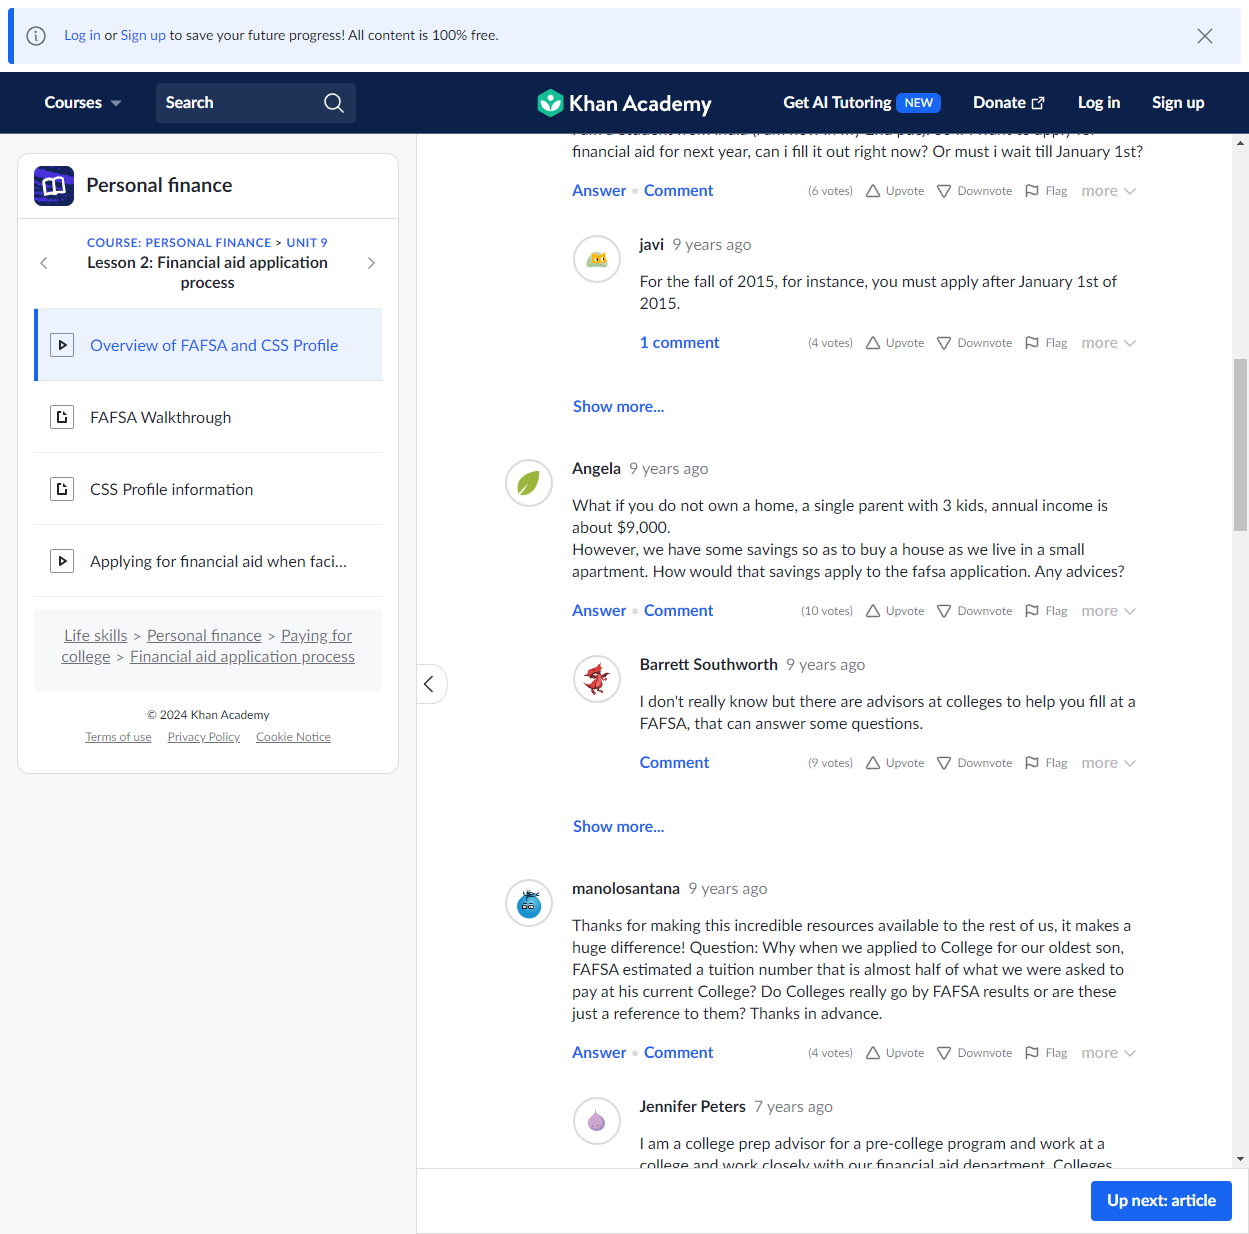 Log in or Sign up to save your future progress! All content is 100% free.
Courses
Search
Khan Academy
Get AI Tutoring NEW
Donate
Log in
Sign up
Personal finance
COURSE: PERSONAL FINANCE > UNIT 9
Lesson 2: Financial aid application
process
Overview of FAFSA and CSS Profile
FAFSA Walkthrough
CSS Profile information
Applying for financial aid when faci...
Life skills > Personal finance > Paying for
college > Financial aid application process
© 2024 Khan Academy
Terms of use Privacy Policy Cookie Notice
financial aid for next year, can i fill it out right now? Or must i wait till January 1st?
Answer • Comment (6 votes) Upvote Downvote Flag more
javi 9 years ago
For the fall of 2015, for instance, you must apply after January 1st of
2015.
1 comment (4 votes) Upvote Downvote Flag more
Show more...
Angela 9 years ago
What if you do not own a home, a single parent with 3 kids, annual income is
about $9,000.
However, we have some savings so as to buy a house as we live in a small
apartment. How would that savings apply to the fafsa application. Any advices?
Answer • Comment (10 votes) Upvote Downvote Flag more
Barrett Southworth 9 years ago
I don't really know but there are advisors at colleges to help you fill at a
FAFSA, that can answer some questions.
Comment (9 votes) Upvote Downvote Flag more
Show more...
manolosantana 9 years ago
Thanks for making this incredible resources available to the rest of us, it makes a
huge difference! Question: Why when we applied to College for our oldest son,
FAFSA estimated a tuition number that is almost half of what we were asked to
pay at his current College? Do Colleges really go by FAFSA results or are these
just a reference to them? Thanks in advance.
Answer • Comment (4 votes) Upvote Downvote Flag more
Jennifer Peters 7 years ago
I am a college prep advisor for a pre-college program and work at a
college and work closely with our financial aid department. Colleges
Up next: article